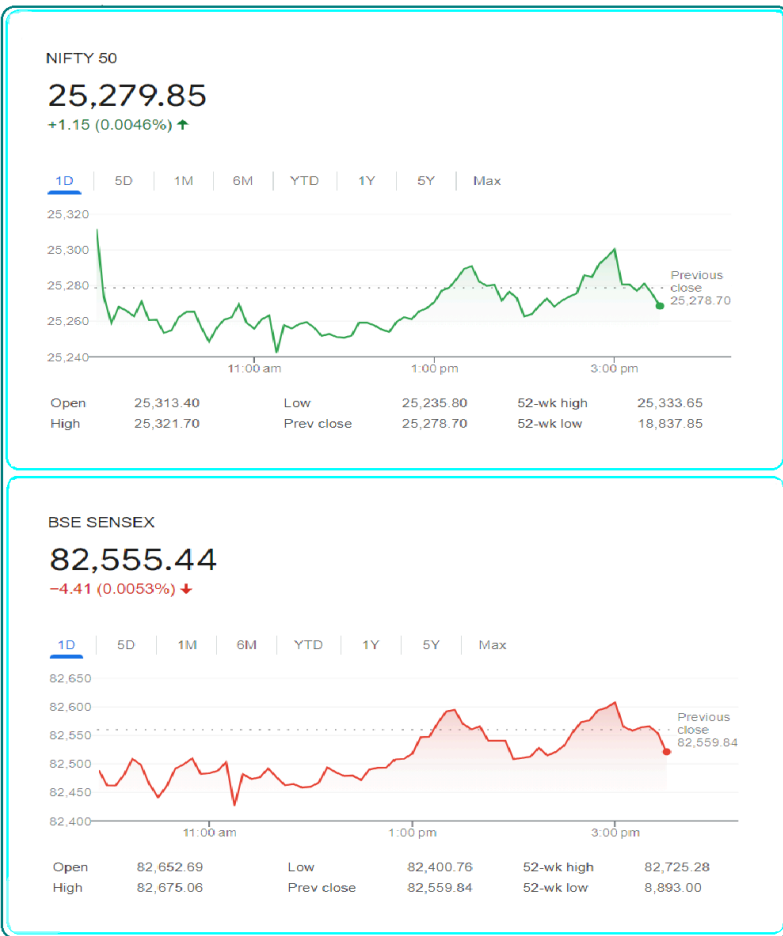 NIFTY 50
25,279.85
+1.15 (0.0046%) ↑
1D 5D 1M 6M YTD 1Y 5Y Max
25,320
25,300
25,280
25,260
25,240
Previous
close
25,278.70
11:00 am 1:00 pm 3:00 pm
Open 25,313.40 Low 25,235.80 52-wk high 25,333.65
High 25,321.70 Prev close 25,278.70 52-wk low 18,837.85
BSE SENSEX
82,555.44
−4.41 (0.0053%) ↓
1D 5D 1M 6M YTD 1Y 5Y Max
82,650
82,600
82,550
82,500
82,450
82,400
Previous
close
82,559.84
11:00 am 1:00 pm 3:00 pm
Open 82,652.69 Low 82,400.76 52-wk high 82,725.28
High 82,675.06 Prev close 82,559.84 52-wk low 8,893.00